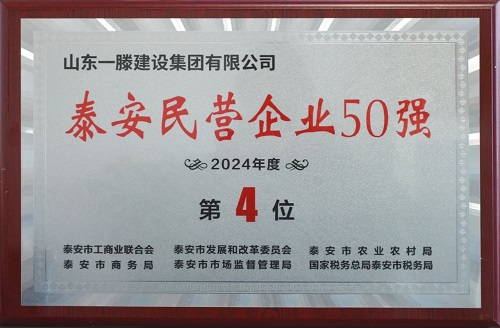 山东一滕建设集团有限公司
泰安民营企业50强
2024年度
第4位
泰安市工商业联合会 泰安市发展和改革委员会 泰安市农业农村局
泰安市商务局 泰安市市场监督管理局 国家税务总局泰安市税务局